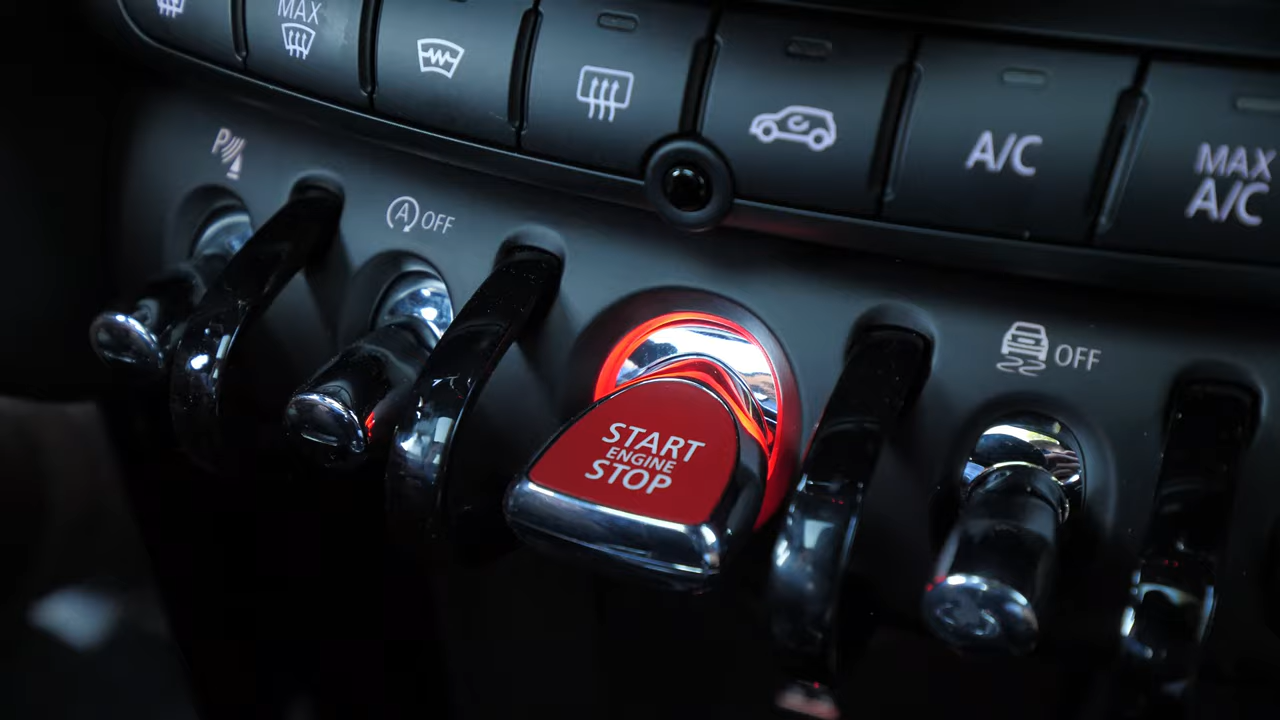 MAX
A/C
MAX
A/C
P
A OFF
OFF
START
ENGINE
STOP